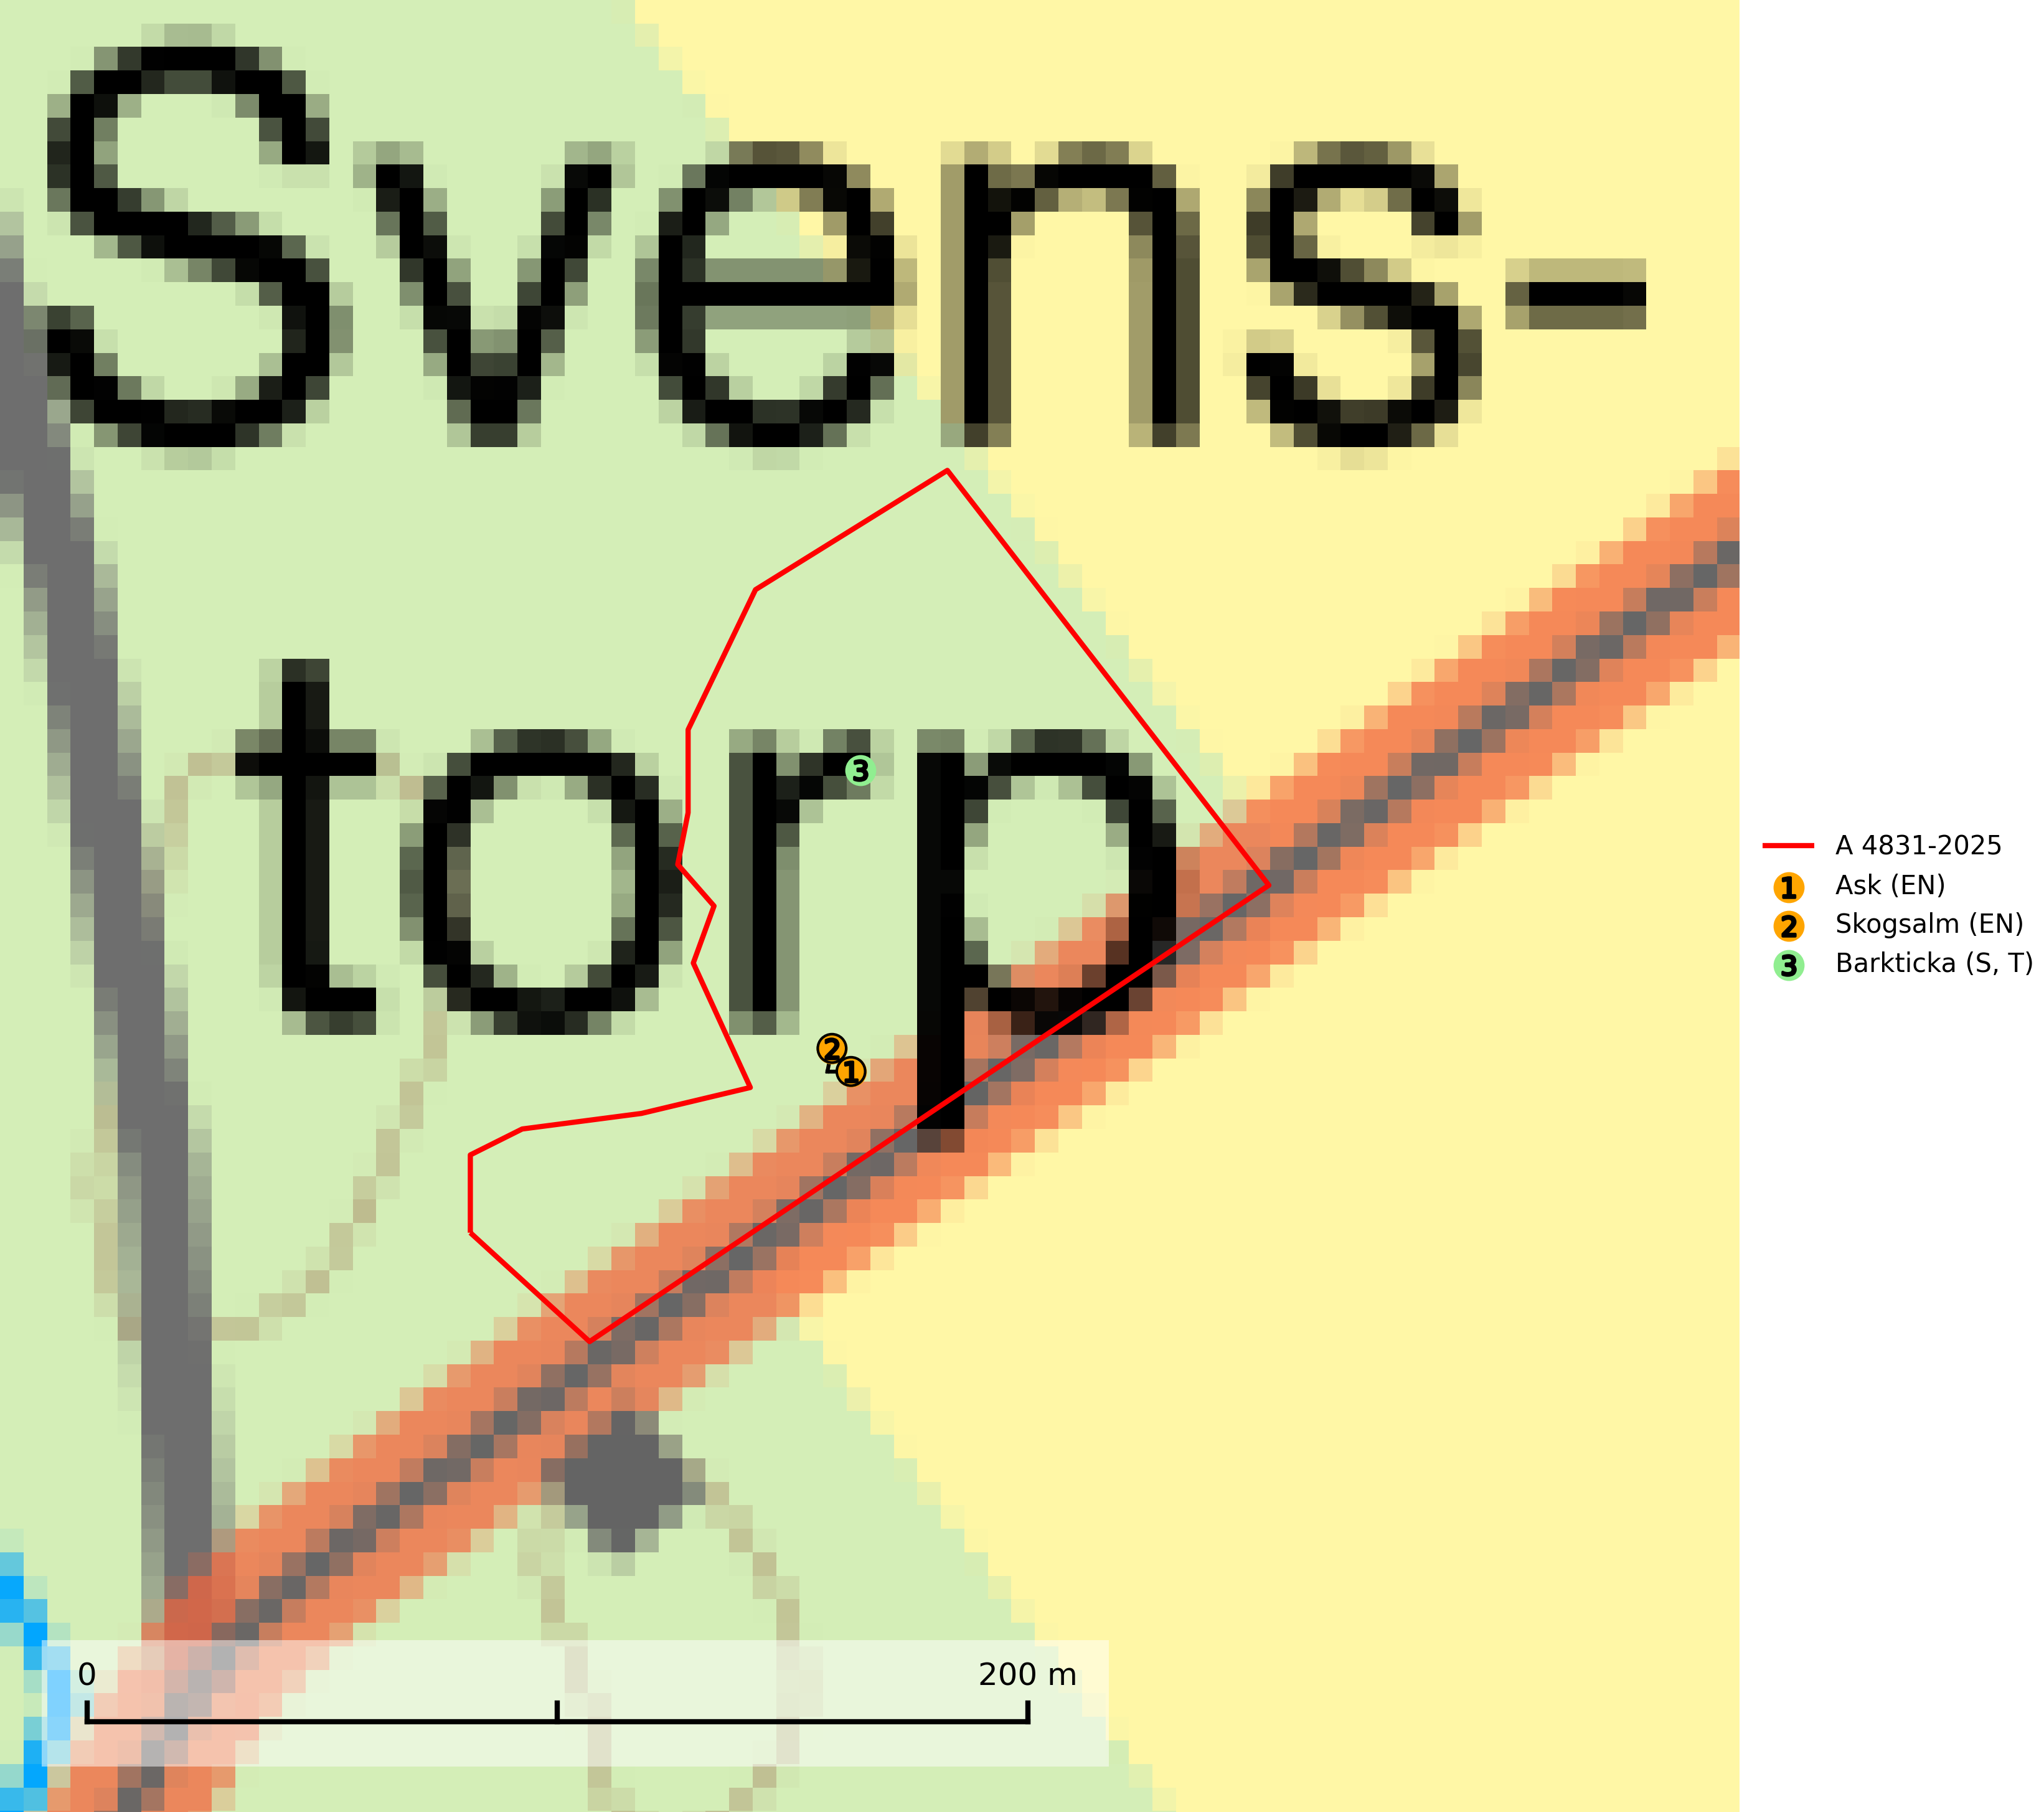 Svens-
torp
3
2
1
0 200 m
A 4831-2025
1 Ask (EN)
2 Skogsalm (EN)
3 Barkticka (S, T)